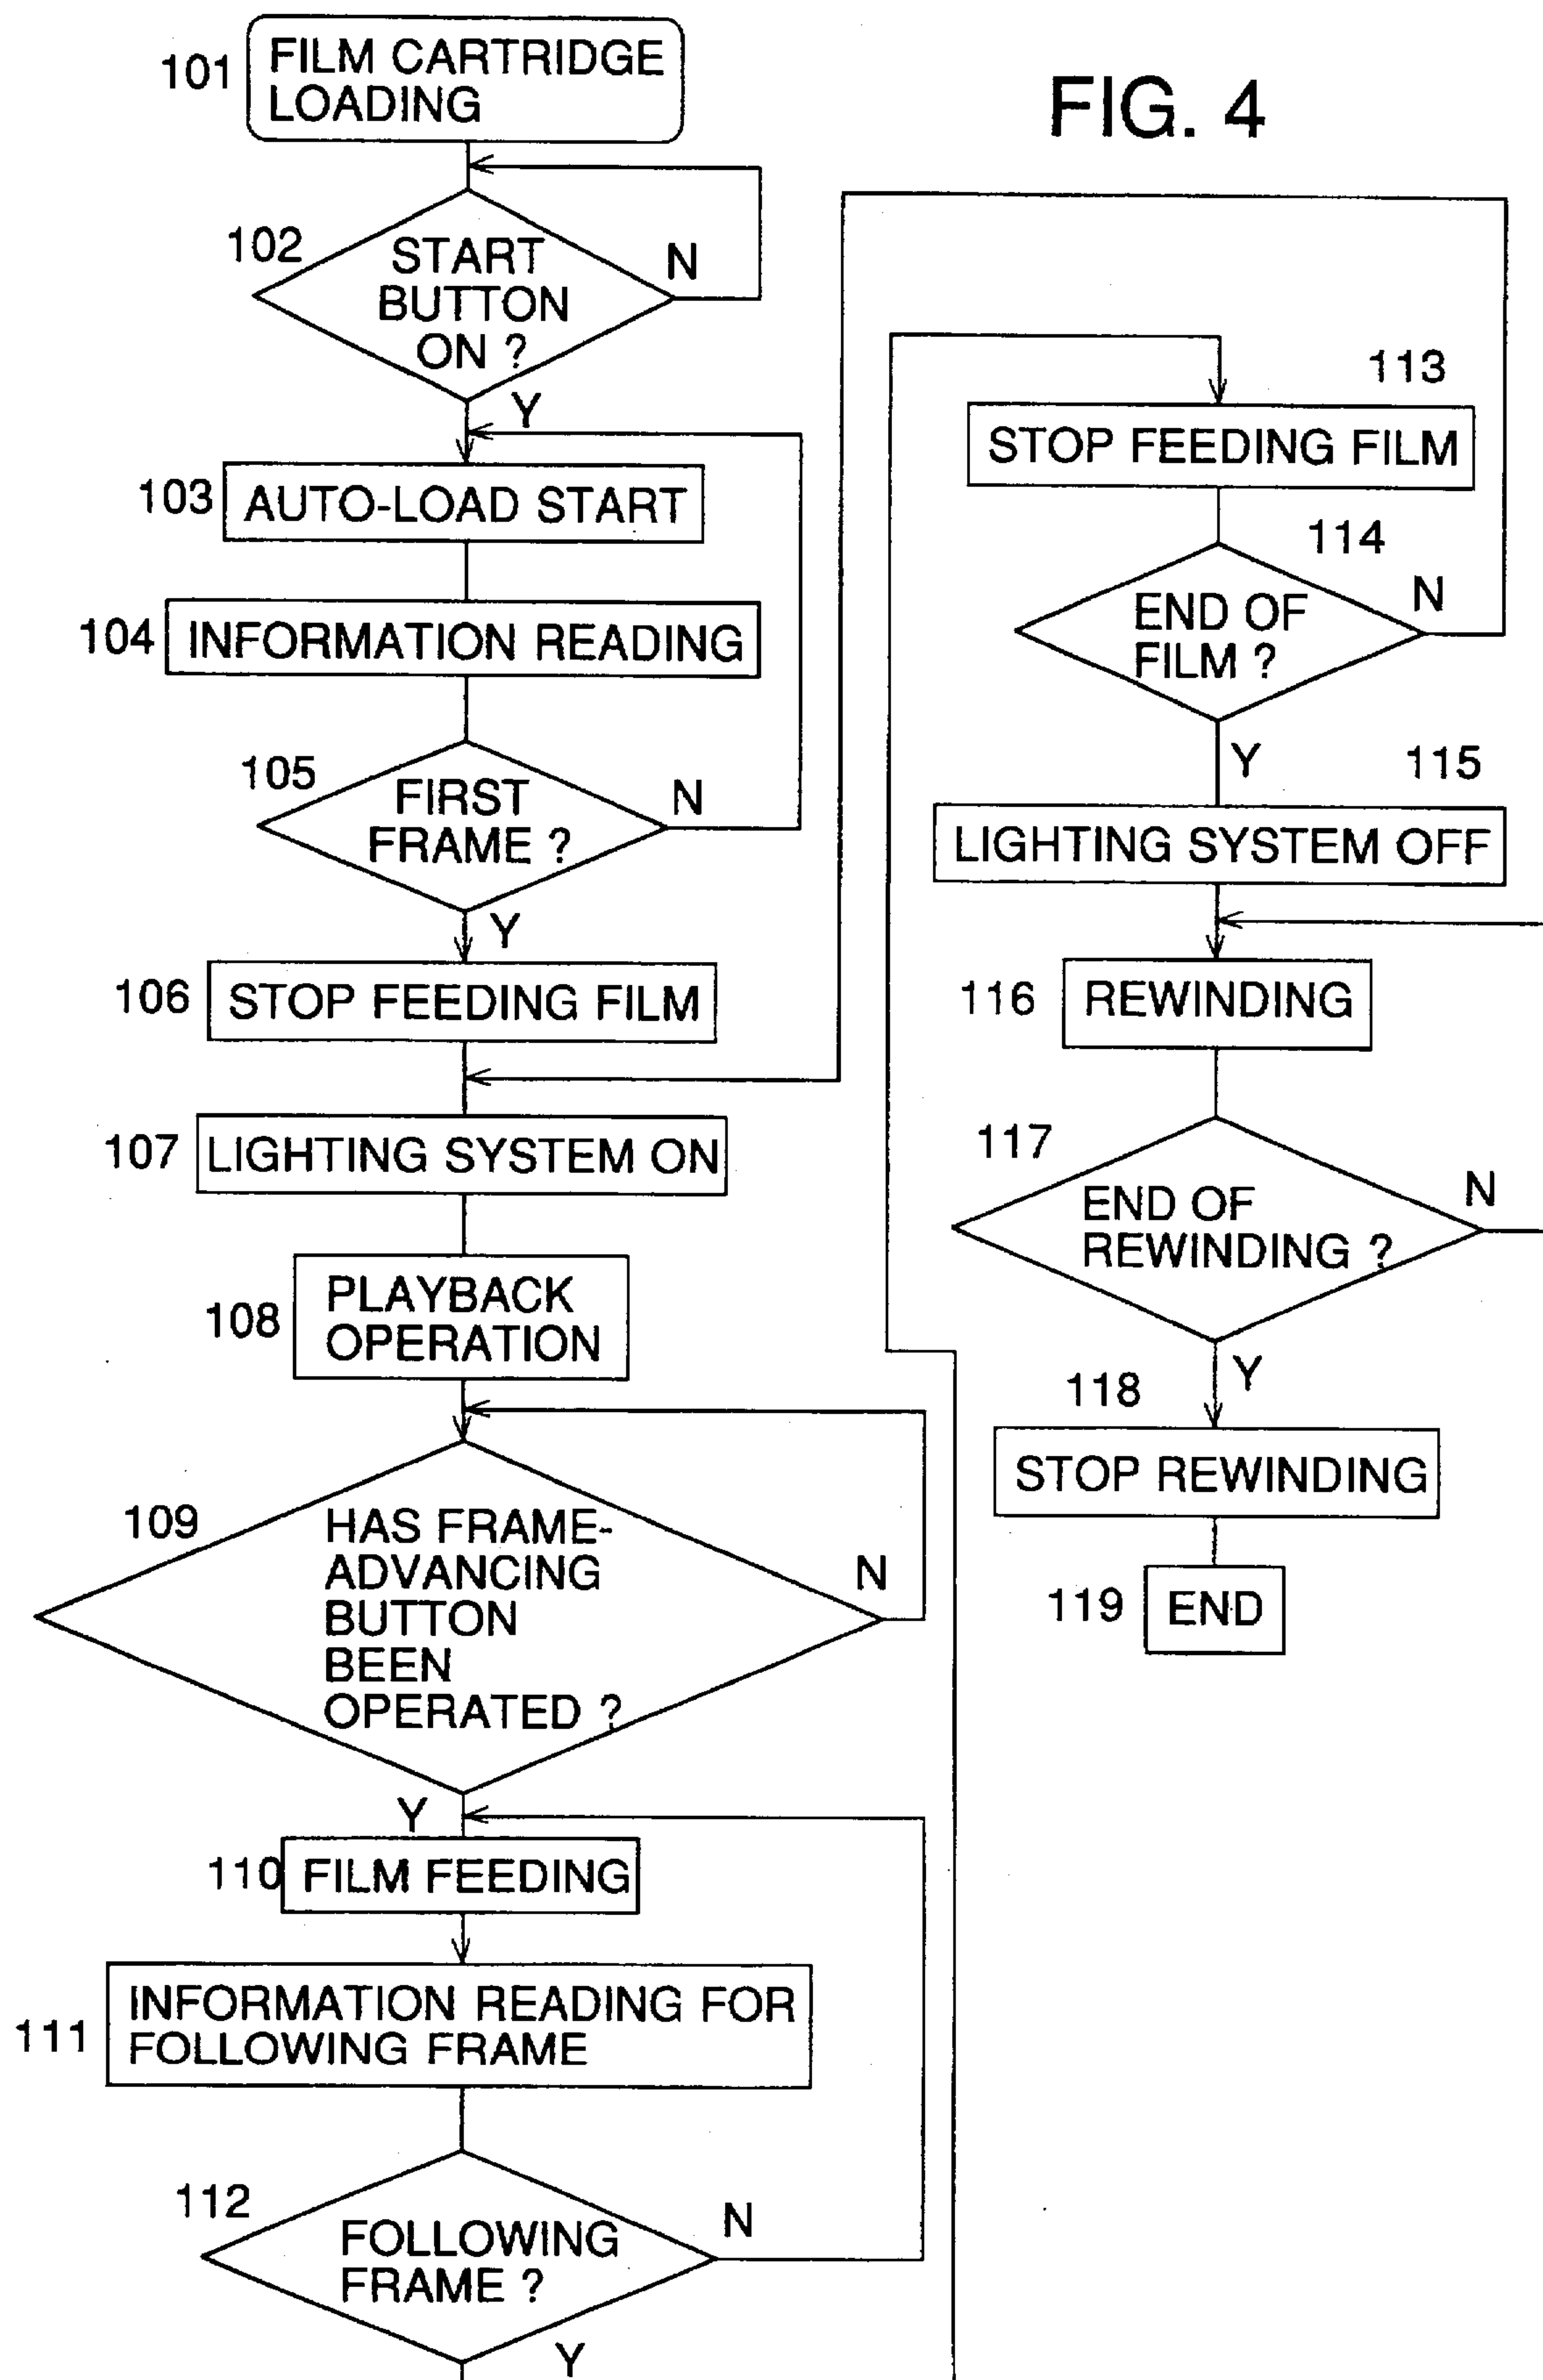 FIG. 4
101
FILM CARTRIDGE
LOADING
102
START
BUTTON
ON ?
N
Y
103
AUTO-LOAD START
104
INFORMATION READING
105
FIRST
FRAME ?
N
Y
106
STOP FEEDING FILM
107
LIGHTING SYSTEM ON
108
PLAYBACK
OPERATION
109
HAS FRAME-
ADVANCING
BUTTON
BEEN
OPERATED ?
N
Y
110
FILM FEEDING
111
INFORMATION READING FOR
FOLLOWING FRAME
112
FOLLOWING
FRAME ?
N
Y
113
STOP FEEDING FILM
114
END OF
FILM ?
N
Y
115
LIGHTING SYSTEM OFF
116
REWINDING
117
END OF
REWINDING ?
N
Y
118
STOP REWINDING
119
END